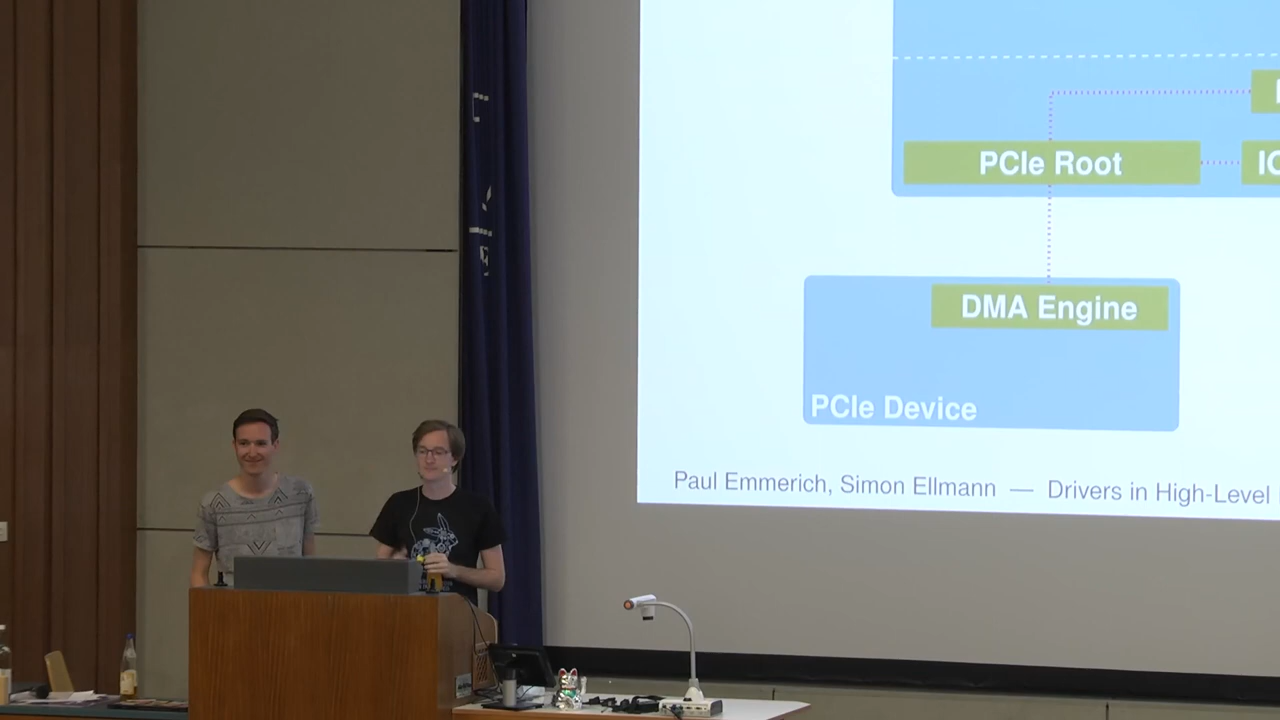 PCIe Root
DMA Engine
PCIe Device
Paul Emmerich, Simon Ellmann — Drivers in High-Level